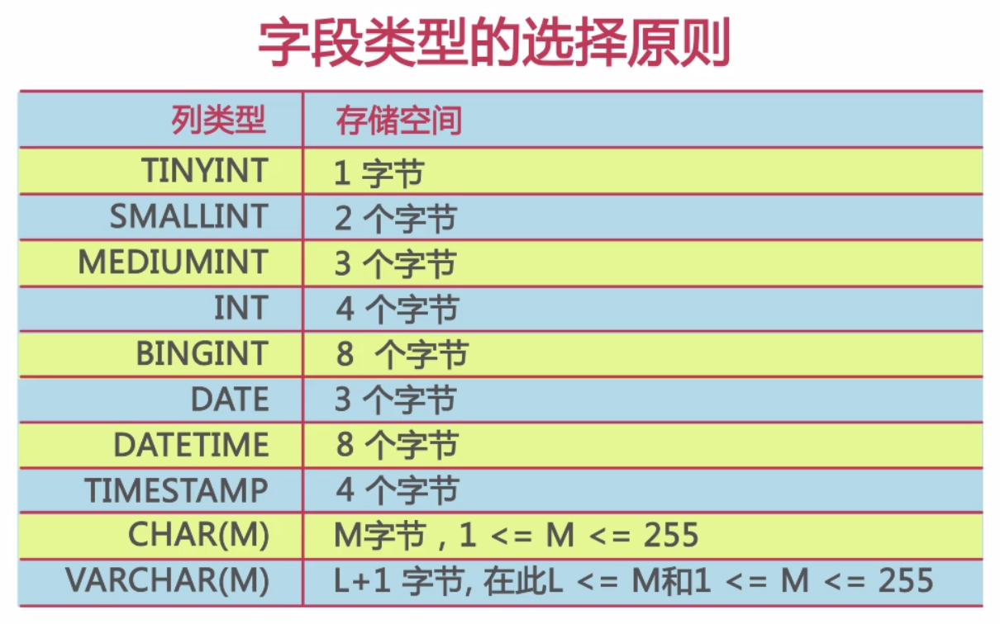 字段类型的选择原则
列类型 存储空间
TINYINT 1 字节
SMALLINT 2 个字节
MEDIUMINT 3 个字节
INT 4 个字节
BINGINT 8 个字节
DATE 3 个字节
DATETIME 8 个字节
TIMESTAMP 4 个字节
CHAR(M) M字节，1 <= M <= 255
VARCHAR(M) L+1 字节, 在此L <= M和1 <= M <= 255